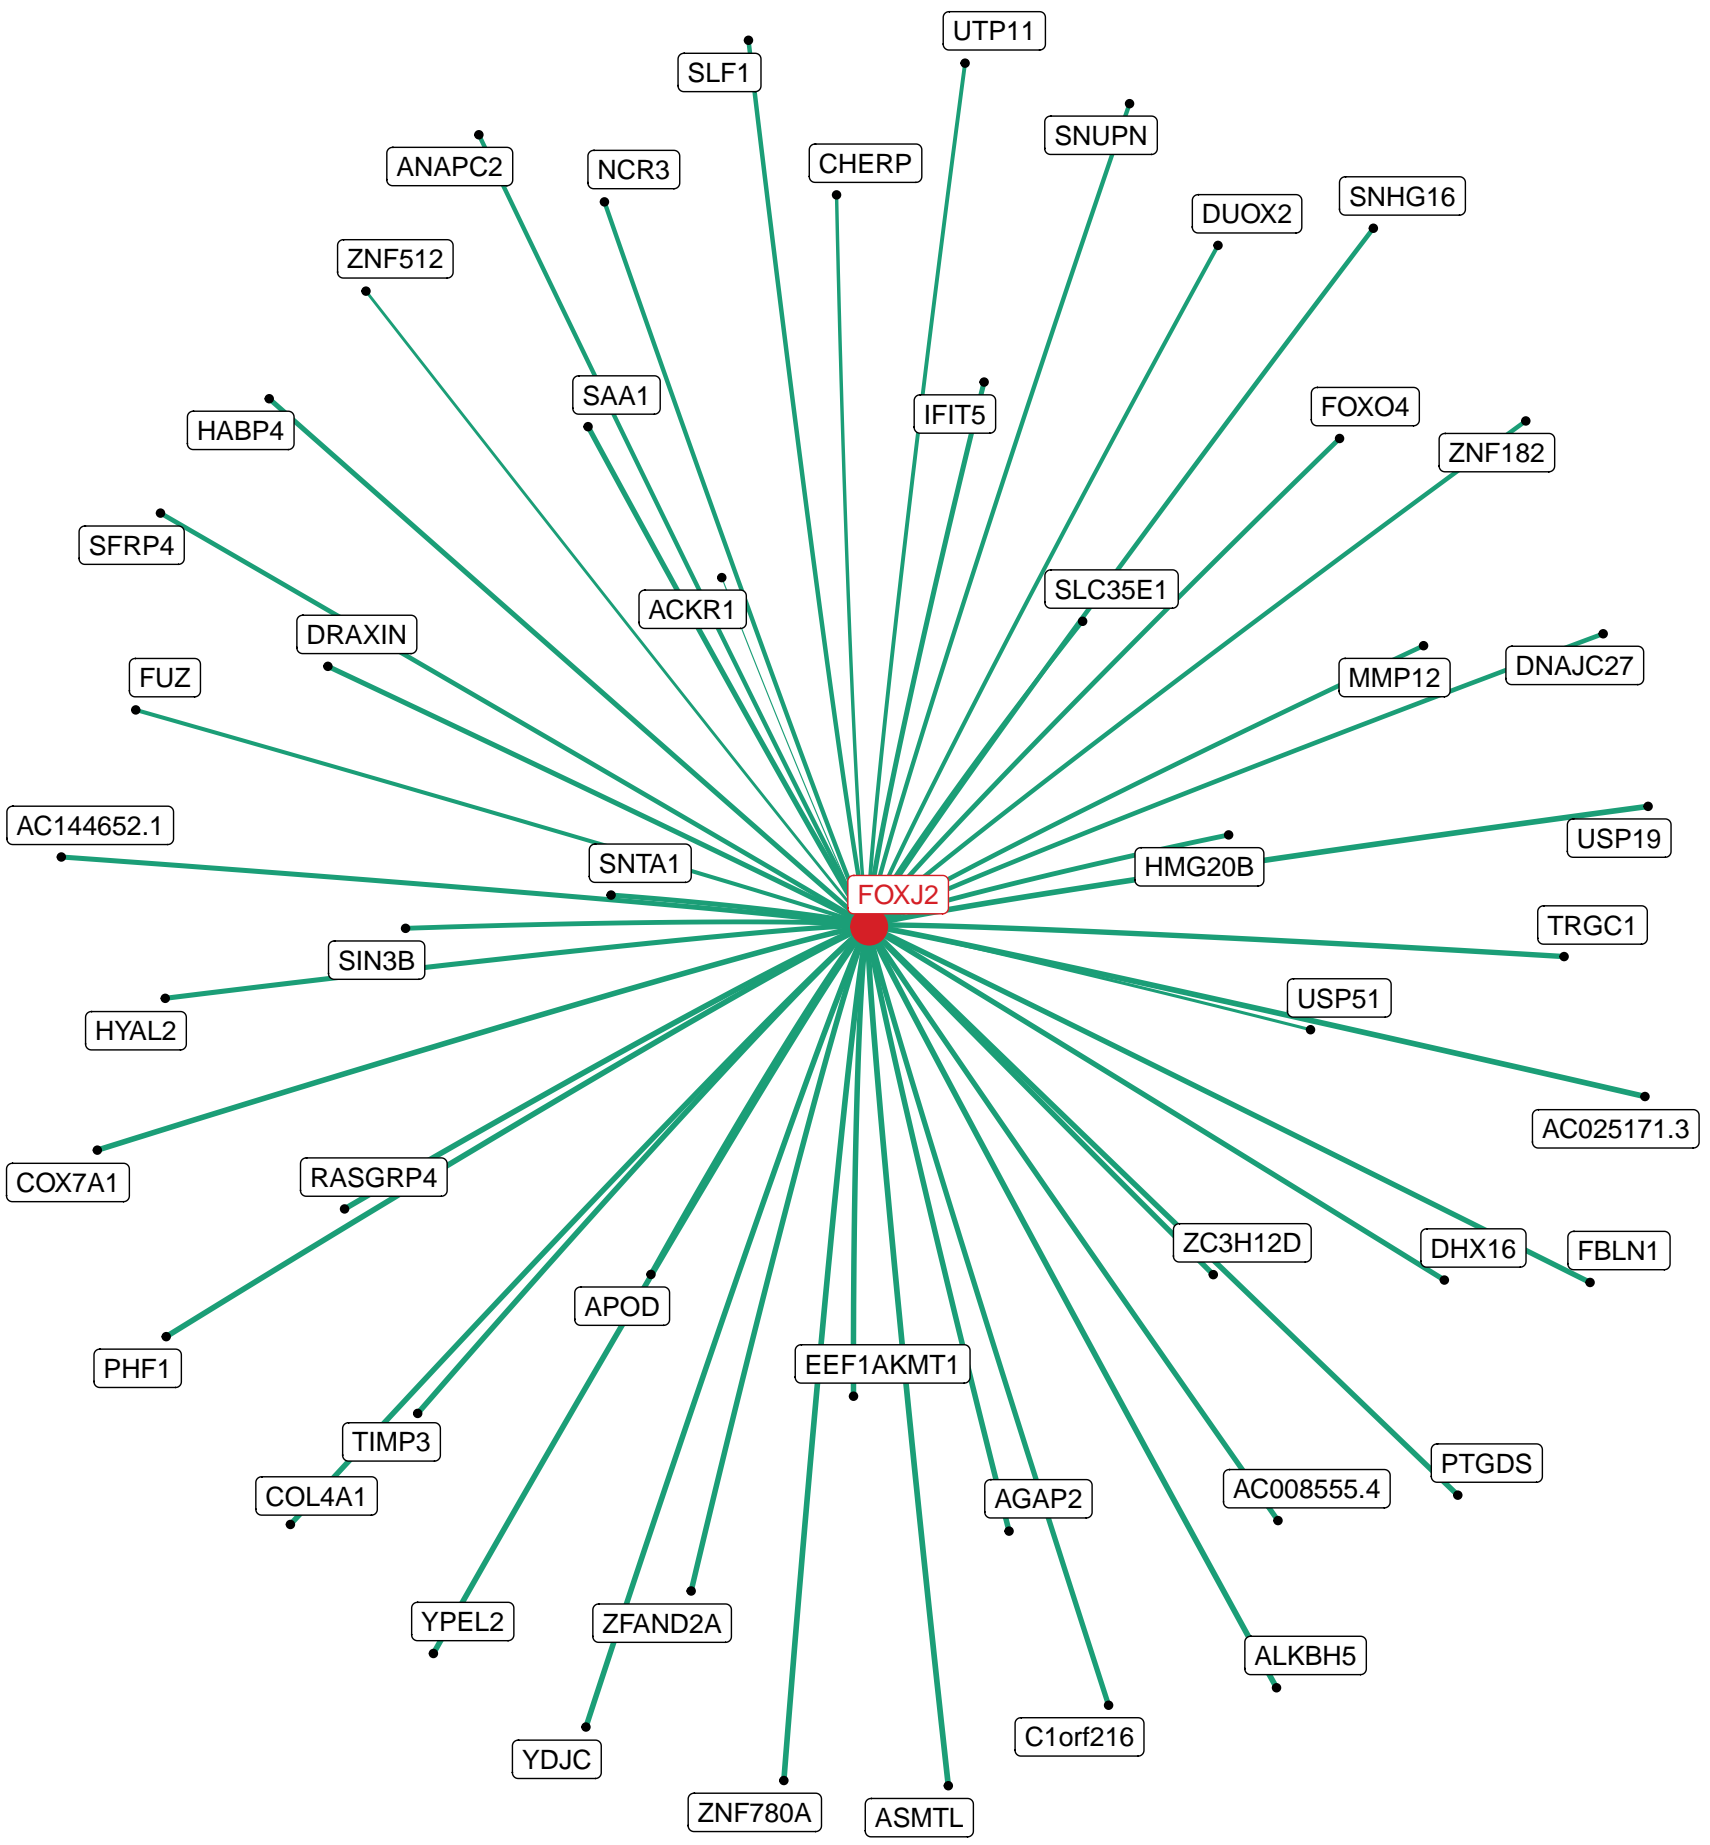 UTP11
SLF1
SNUPN
CHERP
ANAPC2
NCR3
SNHG16
DUOX2
ZNF512
SAA1
FOXO4
IFIT5
HABP4
ZNF182
SFRP4
SLC35E1
ACKR1
DRAXIN
DNAJC27
FUZ
MMP12
AC144652.1
USP19
SNTA1
HMG20B
FOXJ2
TRGC1
SIN3B
USP51
HYAL2
AC025171.3
RASGRP4
COX7A1
ZC3H12D
DHX16
FBLN1
APOD
EEF1AKMT1
PHF1
TIMP3
PTGDS
AC008555.4
COL4A1
AGAP2
YPEL2
ZFAND2A
ALKBH5
C1orf216
YDJC
ZNF780A
ASMTL